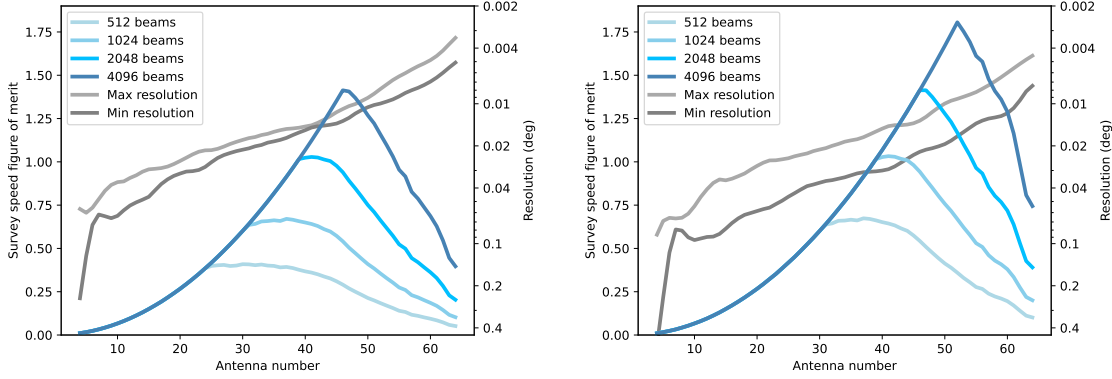 512 beams
1024 beams
2048 beams
4096 beams
Max resolution
Min resolution
1.75
1.50
1.25
1.00
0.75
0.50
0.25
0.00
Survey speed figure of merit
10 20 30 40 50 60
Antenna number
0.002
0.004
0.01
0.02
0.04
0.1
0.2
0.4
Resolution (deg)
512 beams
1024 beams
2048 beams
4096 beams
Max resolution
Min resolution
1.75
1.50
1.25
1.00
0.75
0.50
0.25
0.00
Survey speed figure of merit
10 20 30 40 50 60
Antenna number
0.002
0.004
0.01
0.02
0.04
0.1
0.2
0.4
Resolution (deg)